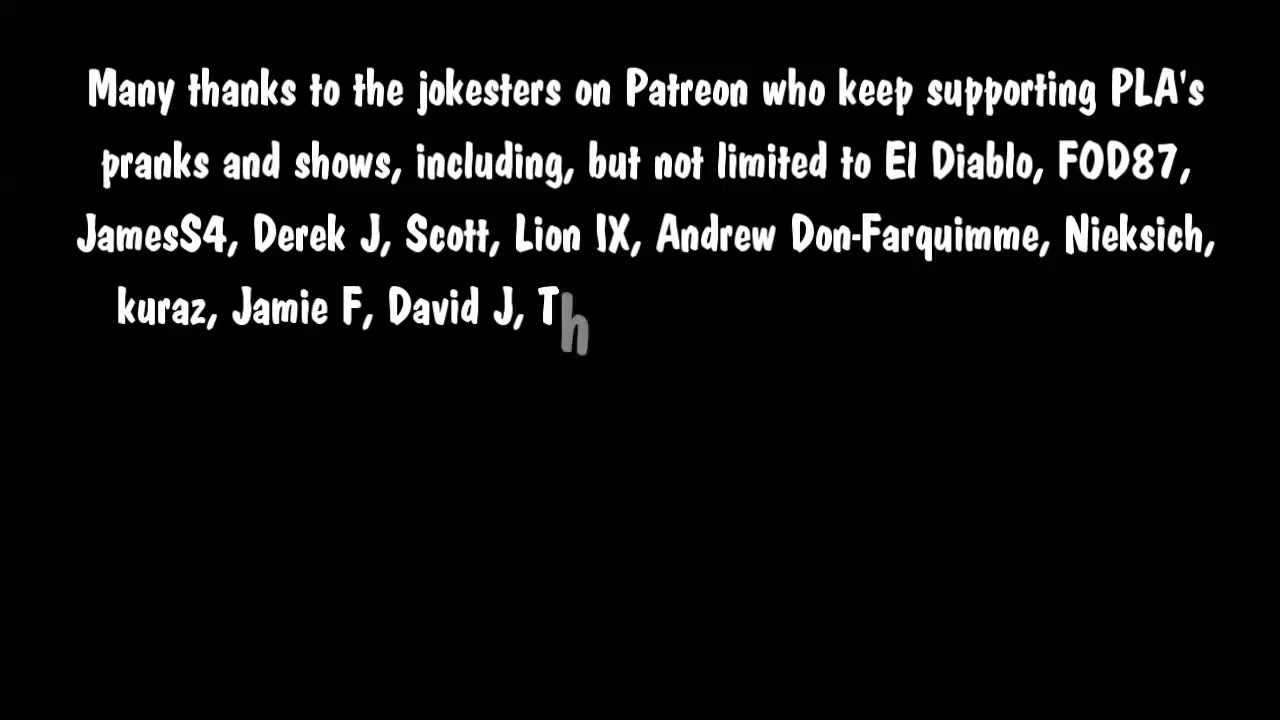 Many thanks to the jokesters on Patreon who keep supporting PLA's
pranks and shows, including, but not limited to El Diablo, FOD87,
JamesS4, Derek J, Scott, Lion IX, Andrew Don-Farquimme, Nieksich,
kuraz, Jamie F, David J, Th